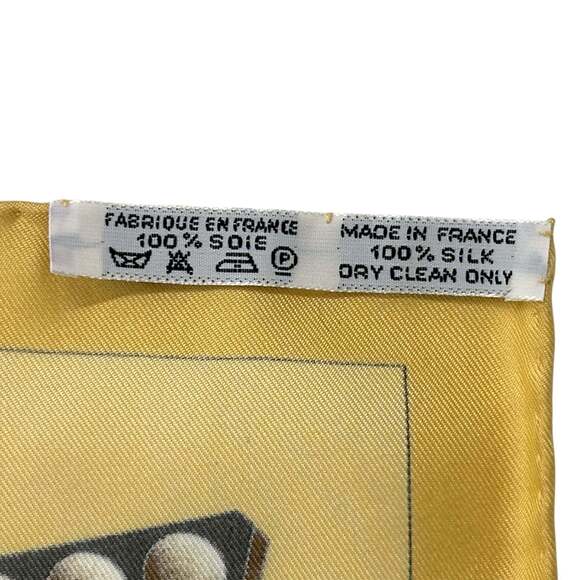 FABRIQUE EN FRANCE
100% SOIE
P
MADE IN FRANCE
100% SILK
DRY CLEAN ONLY